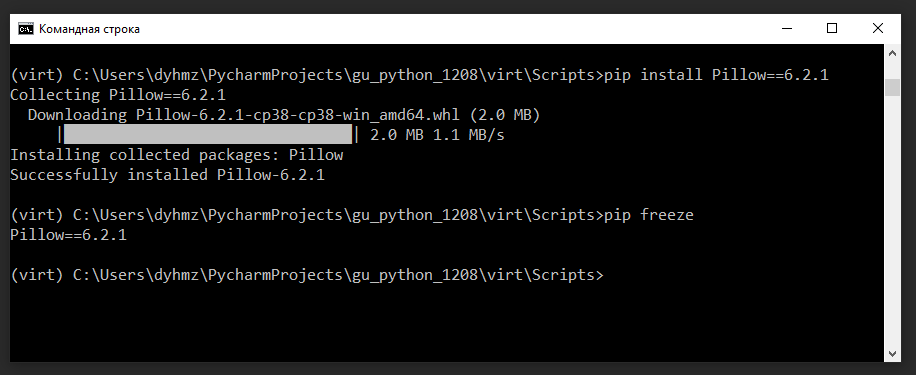 Командная строка
(virt) C:\Users\dyhmz\PycharmProjects\gu_python_1208\virt\Scripts>pip install Pillow==6.2.1
Collecting Pillow==6.2.1
  Downloading Pillow-6.2.1-cp38-cp38-win_amd64.whl (2.0 MB)
     |████████████████████████████████| 2.0 MB 1.1 MB/s
Installing collected packages: Pillow
Successfully installed Pillow-6.2.1
(virt) C:\Users\dyhmz\PycharmProjects\gu_python_1208\virt\Scripts>pip freeze
Pillow==6.2.1
(virt) C:\Users\dyhmz\PycharmProjects\gu_python_1208\virt\Scripts>